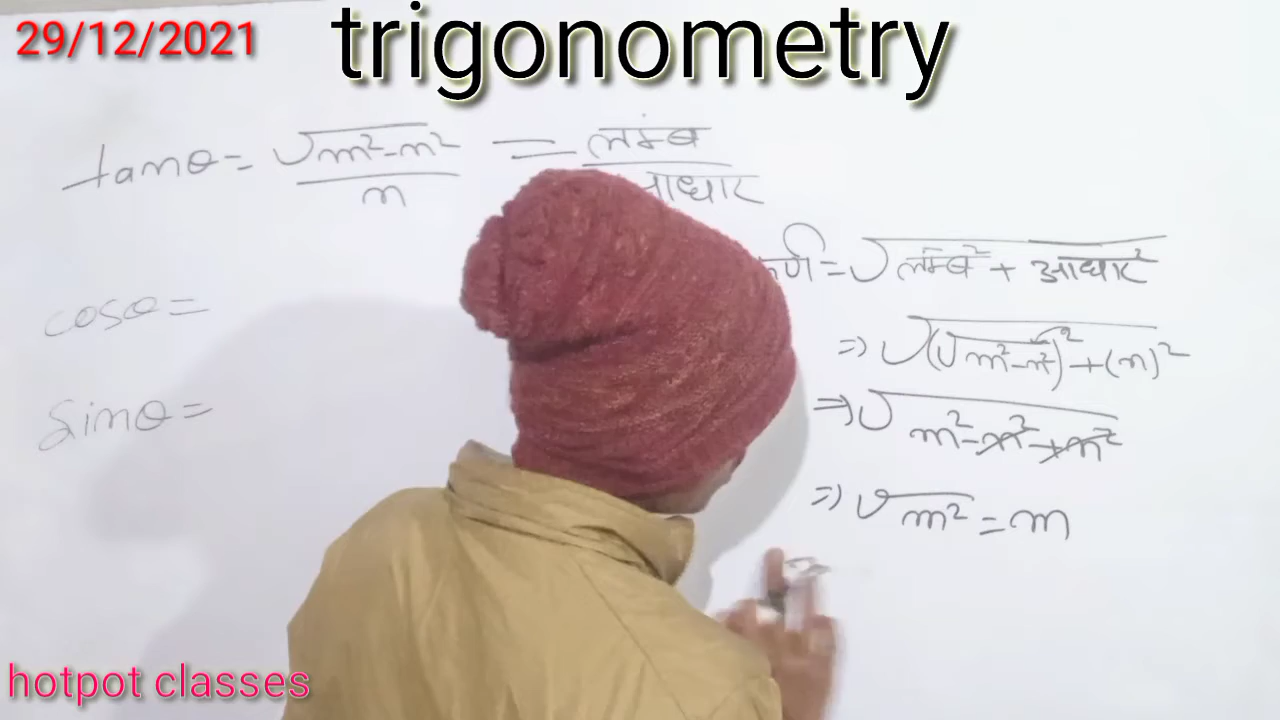 29/12/2021
trigonometry
tanθ = √m²-n² / n = लम्ब / आधार
कर्ण = √लम्ब² + आधार²
⇒ √(√m²-n²)² + (n)²
cosθ =
⇒ √m²-n²+n²
sinθ =
⇒ √m² = m
hotpot classes